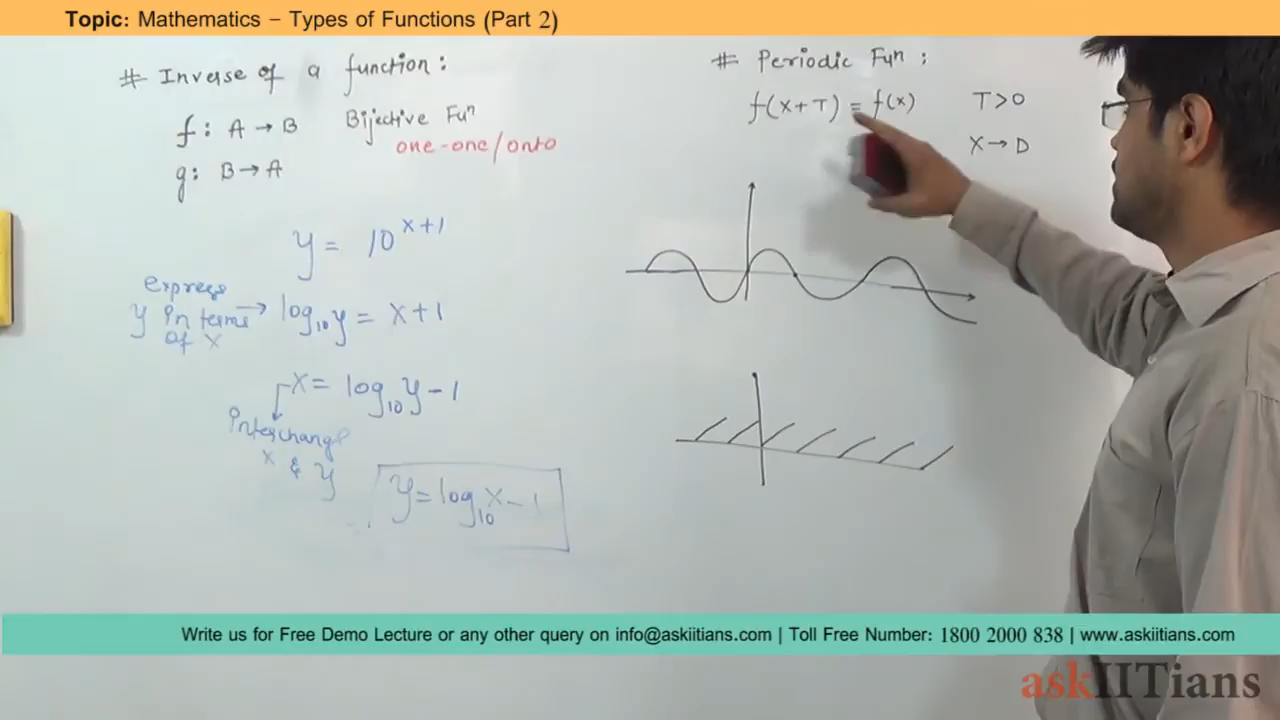 Topic: Mathematics – Types of Functions (Part 2)
# Inverse of a function:
f: A → B Bijective Fuⁿ
one-one/onto
g: B → A
y = 10^{x+1}
express
y in terms → log₁₀y = x+1
of x
x = log₁₀y - 1
interchange
x & y
y = log₁₀x - 1
# Periodic Fuⁿ:
f(x+T) = f(x) T>0
x → D
Write us for Free Demo Lecture or any other query on info@askiitians.com | Toll Free Number: 1800 2000 838 | www.askiitians.com
askIITians